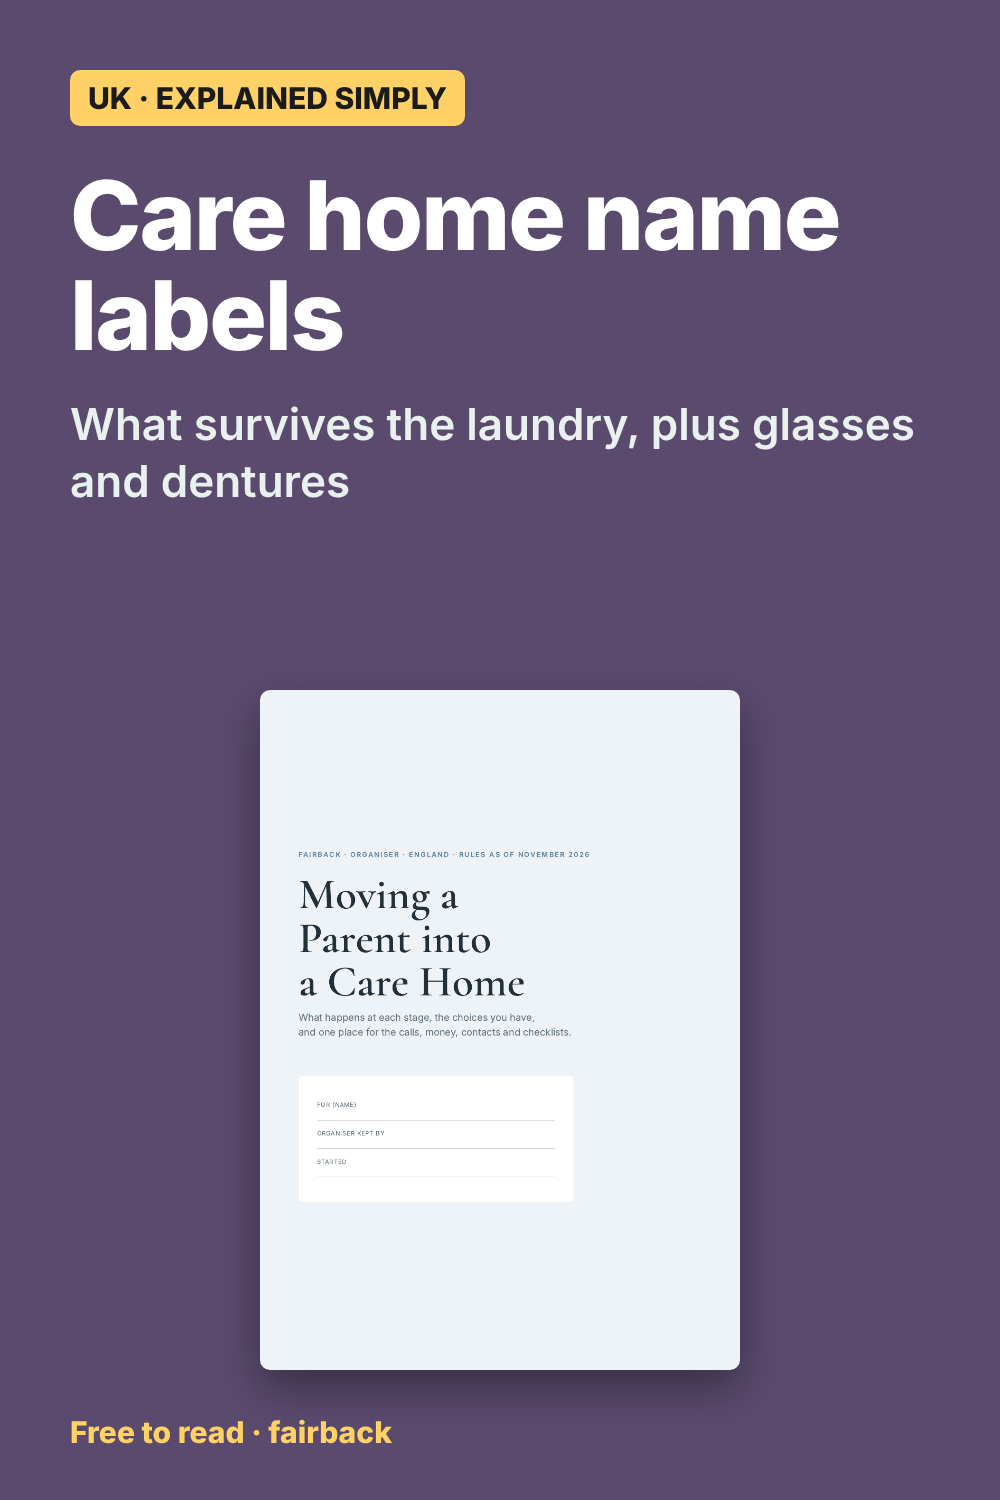 UK · EXPLAINED SIMPLY
Care home name
labels
What survives the laundry, plus glasses
and dentures
FAIRBACK · ORGANISER · ENGLAND · RULES AS OF NOVEMBER 2026
Moving a
Parent into
a Care Home
What happens at each stage, the choices you have,
and one place for the calls, money, contacts and checklists.
FOR (NAME)
ORGANISER KEPT BY
STARTED
Free to read · fairback